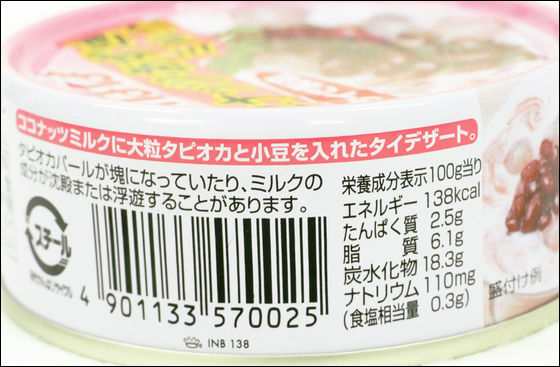 ココナッツミルクに大粒タピオカと小豆を入れたタイデザート。
タピオカパールが塊になっていたり、ミルクの
成分が沈殿または浮遊することがあります。
スチール
4 901133 570025
INB 138
栄養成分表示100g当り
エネルギー 138kcal
たんぱく質 2.5g
脂 質 6.1g
炭水化物 18.3g
ナトリウム 110mg
(食塩相当量 0.3g)
盛付け例